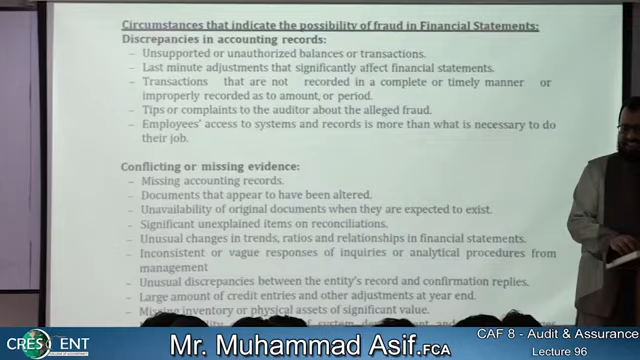 Circumstances that indicate the possibility of fraud in Financial Statements:
Discrepancies in accounting records:
– Unsupported or unauthorized balances or transactions.
– Last minute adjustments that significantly affect financial statements.
– Transactions that are not recorded in a complete or timely manner or
improperly recorded as to amount, or period.
– Tips or complaints to the auditor about the alleged fraud.
– Employees' access to systems and records is more than what is necessary to do
their job.
Conflicting or missing evidence:
– Missing accounting records.
– Documents that appear to have been altered.
– Unavailability of original documents when they are expected to exist.
– Significant unexplained items on reconciliations.
– Unusual changes in trends, ratios and relationships in financial statements.
– Inconsistent or vague responses of inquiries or analytical procedures from
management
– Unusual discrepancies between the entity's record and confirmation replies.
– Large amount of credit entries and other adjustments at year end.
– Missing inventory or physical assets of significant value.
CRESCENT
Mr. Muhammad Asif.FCA
CAF 8 - Audit & Assurance
Lecture 96